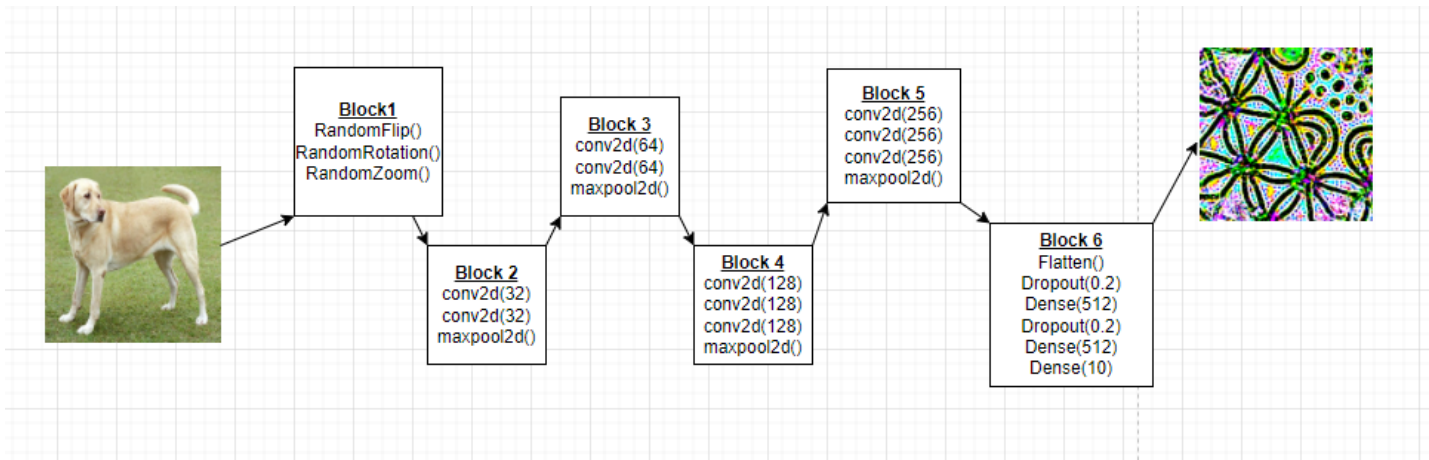 Block1
RandomFlip()
RandomRotation()
RandomZoom()
Block 2
conv2d(32)
conv2d(32)
maxpool2d()
Block 3
conv2d(64)
conv2d(64)
maxpool2d()
Block 4
conv2d(128)
conv2d(128)
conv2d(128)
maxpool2d()
Block 5
conv2d(256)
conv2d(256)
conv2d(256)
maxpool2d()
Block 6
Flatten()
Dropout(0.2)
Dense(512)
Dropout(0.2)
Dense(512)
Dense(10)